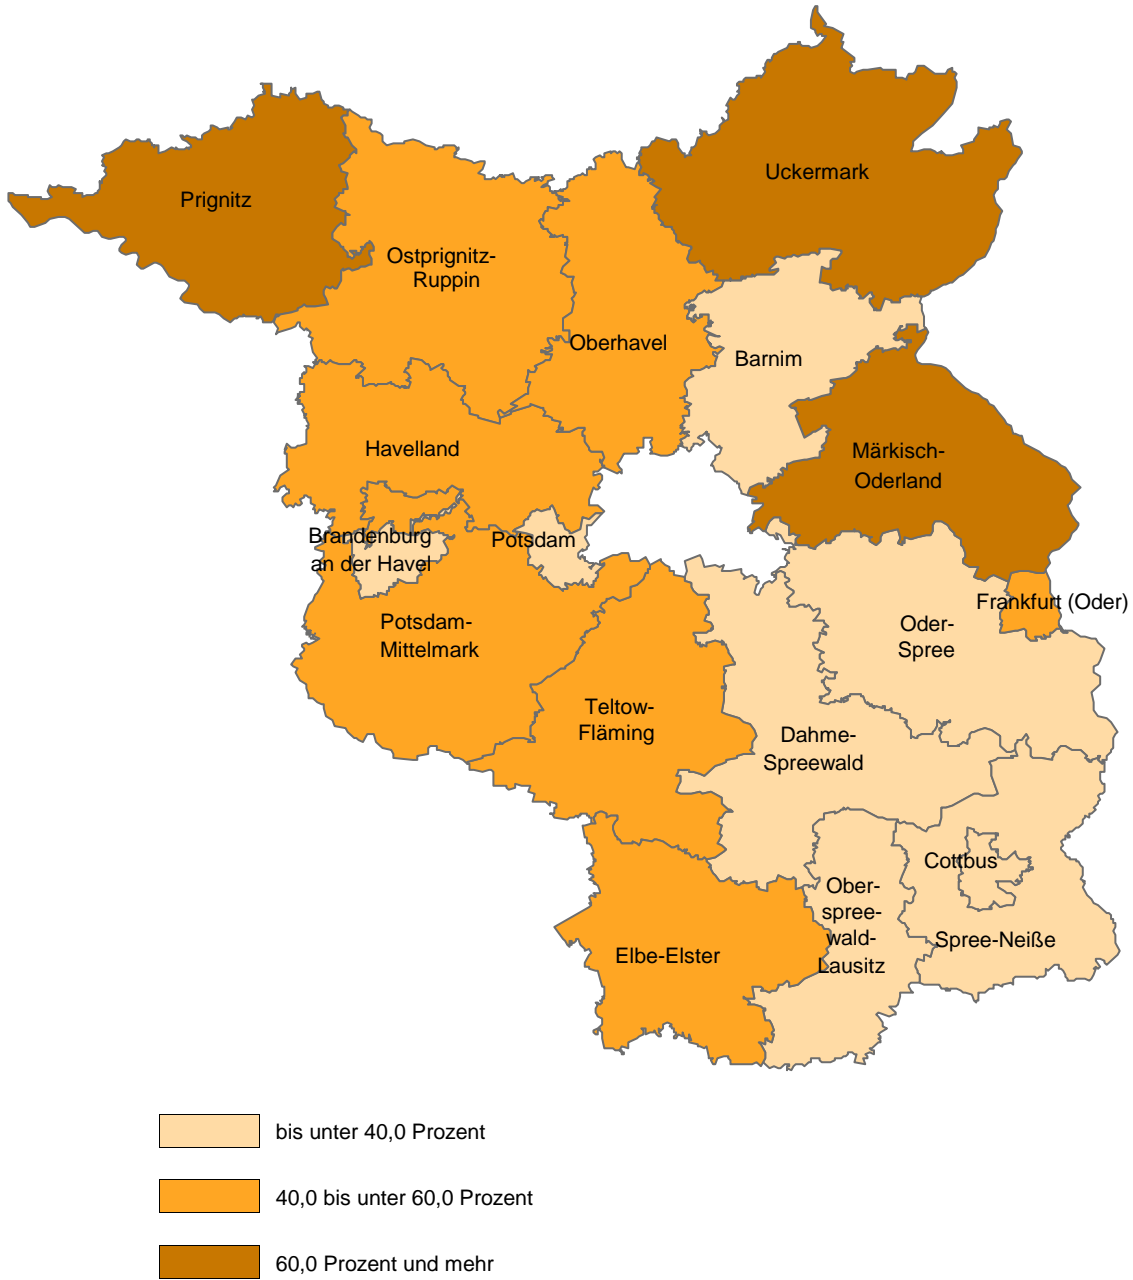 Uckermark
Prignitz
Ostprignitz-
Ruppin
Oberhavel
Barnim
Havelland
Märkisch-
Oderland
Brandenburg
an der Havel
Potsdam
Frankfurt (Oder)
Potsdam-
Mittelmark
Oder-
Spree
Teltow-
Fläming
Dahme-
Spreewald
Cottbus
Ober-
spree-
wald-
Lausitz
Spree-Neiße
Elbe-Elster
bis unter 40,0 Prozent
40,0 bis unter 60,0 Prozent
60,0 Prozent und mehr